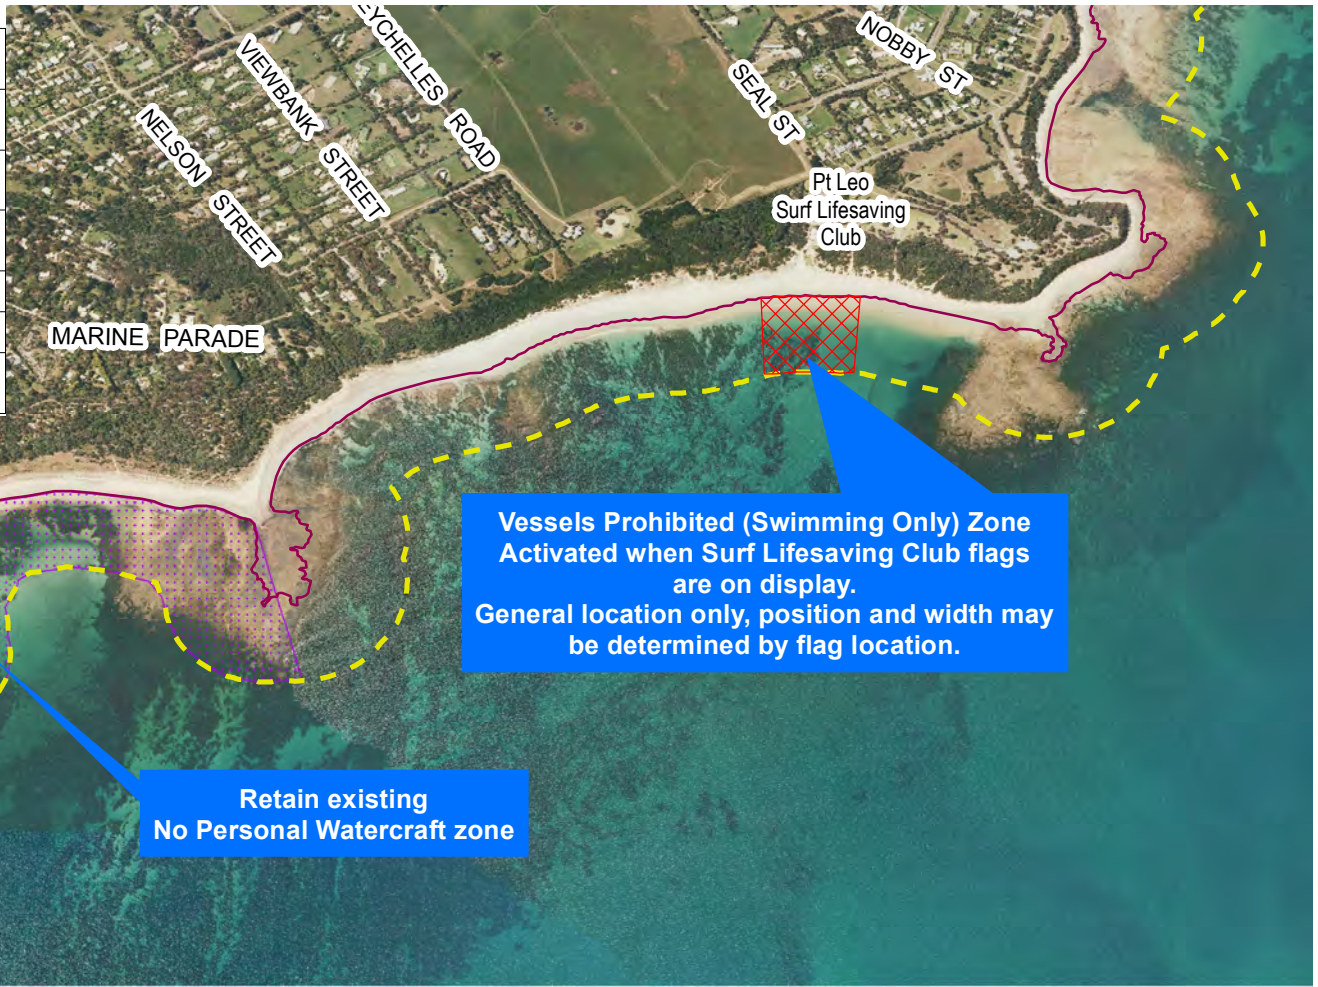 EYCHELLES ROAD
VIEWBANK STREET
NELSON STREET
MARINE PARADE
SEAL ST
NOBBY ST
Pt Leo
Surf Lifesaving
Club
Vessels Prohibited (Swimming Only) Zone
Activated when Surf Lifesaving Club flags
are on display.
General location only, position and width may
be determined by flag location.
Retain existing
No Personal Watercraft zone